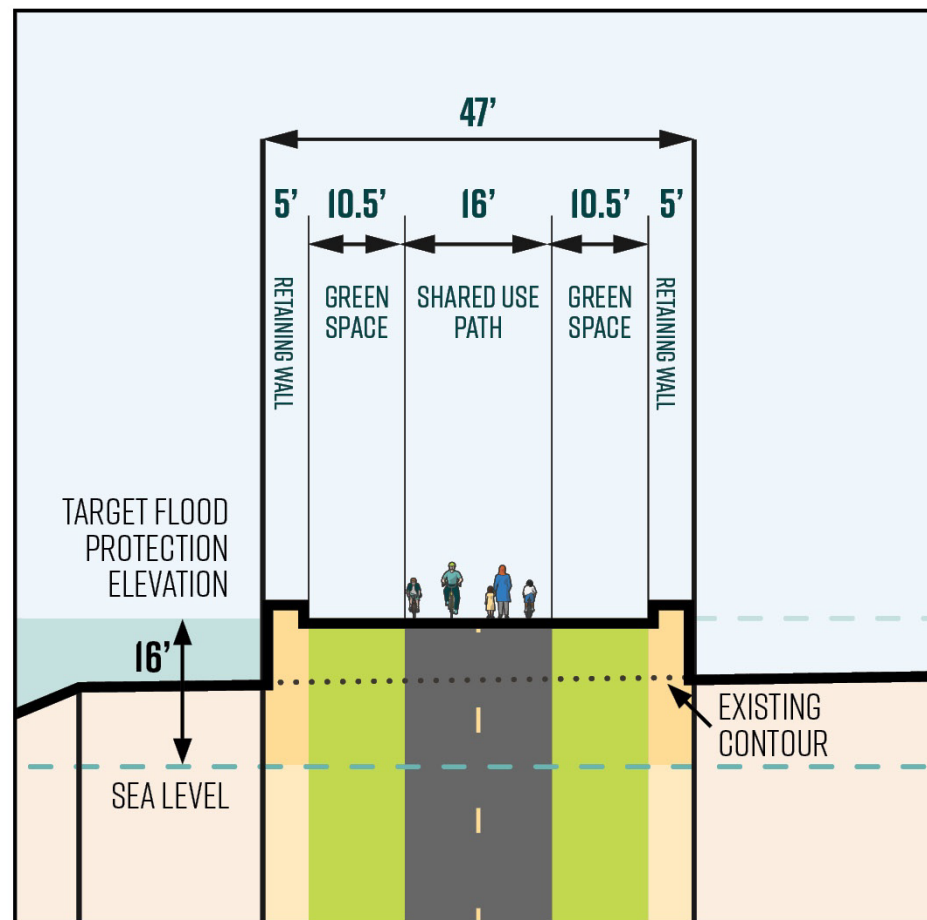 47’
5’ 10.5’ 16’ 10.5’ 5’
RETAINING WALL
GREEN
SPACE
SHARED USE
PATH
GREEN
SPACE
RETAINING WALL
TARGET FLOOD
PROTECTION
ELEVATION
16’
EXISTING
CONTOUR
SEA LEVEL